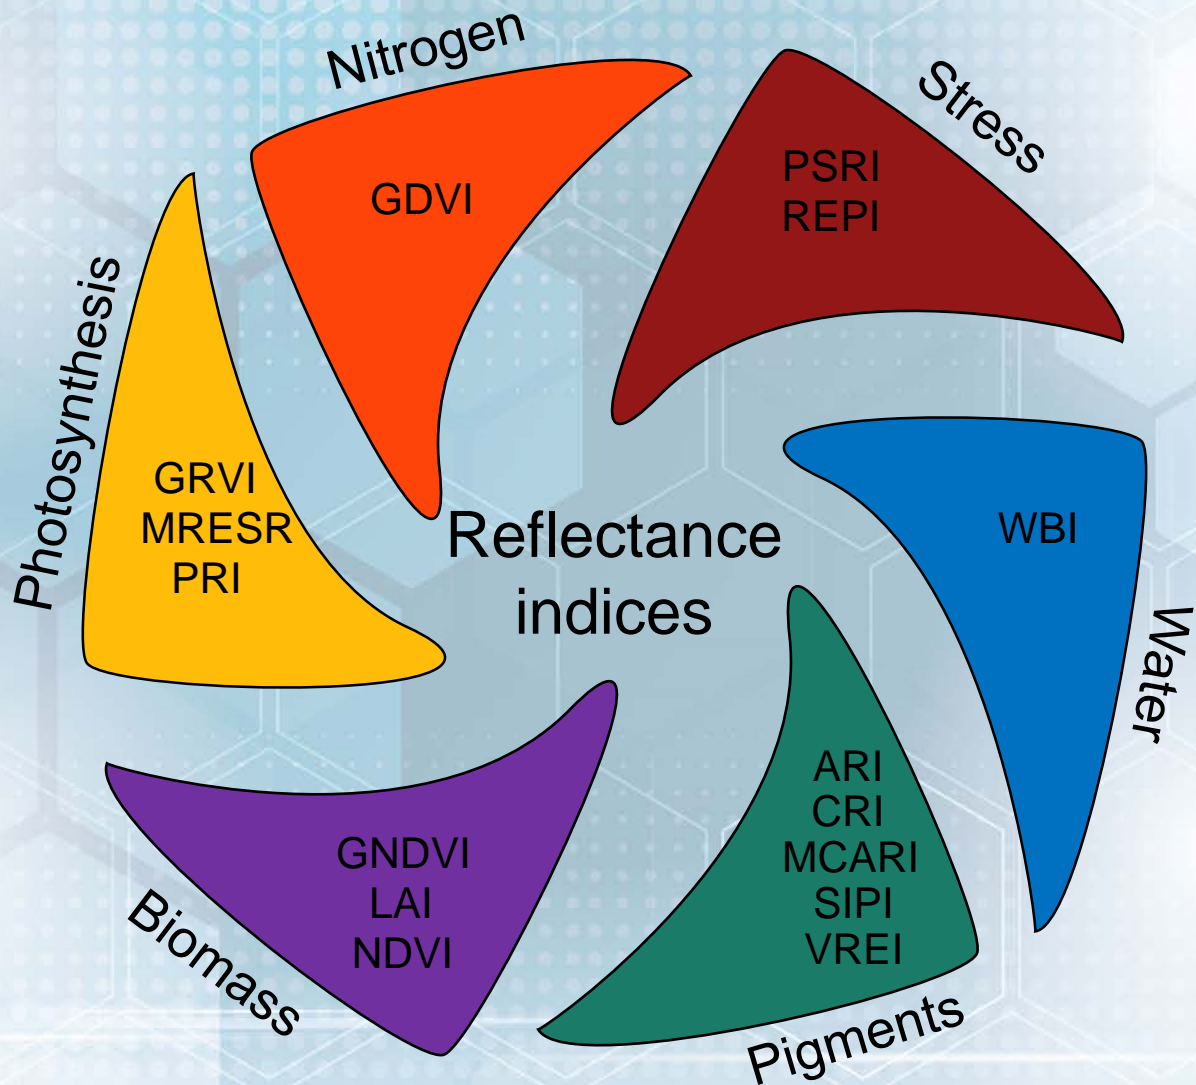 Nitrogen
GDVI
Stress
PSRI
REPI
Photosynthesis
GRVI
MRESR
PRI
Reflectance
indices
WBI
Water
Biomass
GNDVI
LAI
NDVI
ARI
CRI
MCARI
SIPI
VREI
Pigments